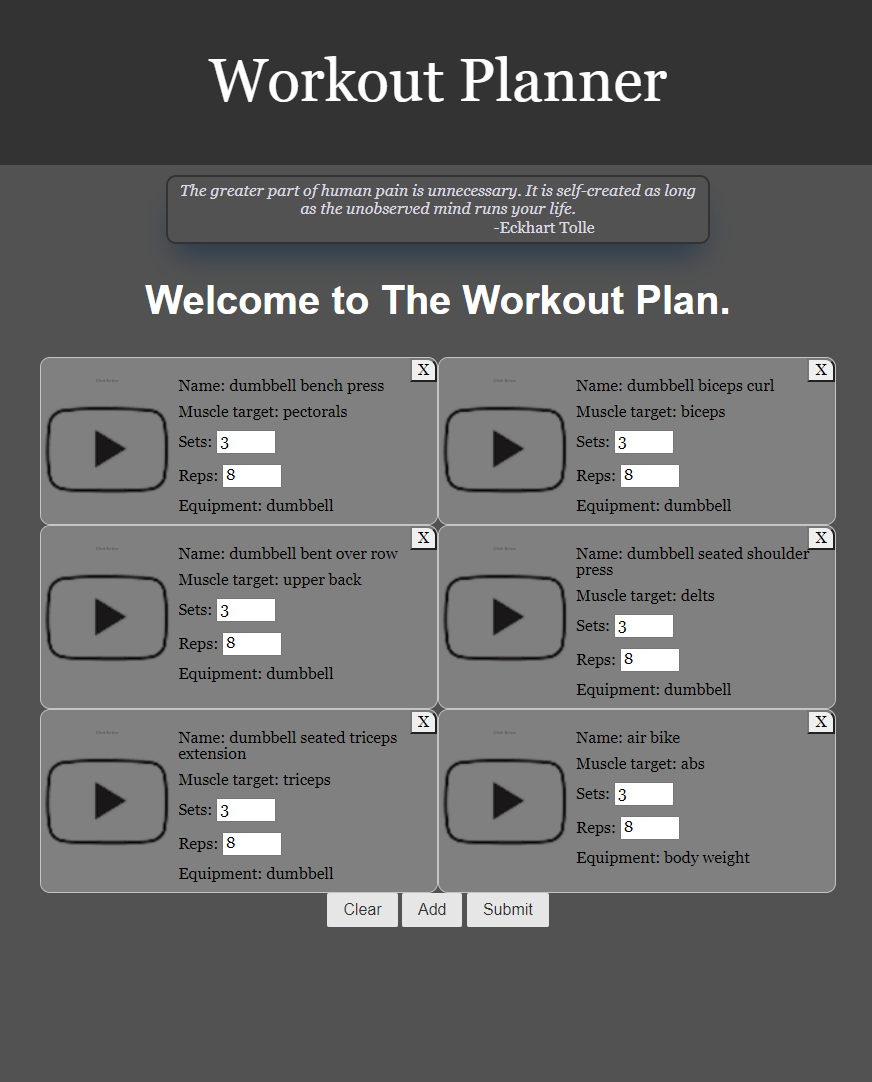 Workout Planner
The greater part of human pain is unnecessary. It is self-created as long
as the unobserved mind runs your life.
-Eckhart Tolle
Welcome to The Workout Plan.
X
Name: dumbbell bench press
Muscle target: pectorals
Sets: 3
Reps: 8
Equipment: dumbbell
X
Name: dumbbell biceps curl
Muscle target: biceps
Sets: 3
Reps: 8
Equipment: dumbbell
X
Name: dumbbell bent over row
Muscle target: upper back
Sets: 3
Reps: 8
Equipment: dumbbell
X
Name: dumbbell seated shoulder
press
Muscle target: delts
Sets: 3
Reps: 8
Equipment: dumbbell
X
Name: dumbbell seated triceps
extension
Muscle target: triceps
Sets: 3
Reps: 8
Equipment: dumbbell
X
Name: air bike
Muscle target: abs
Sets: 3
Reps: 8
Equipment: body weight
Clear Add Submit